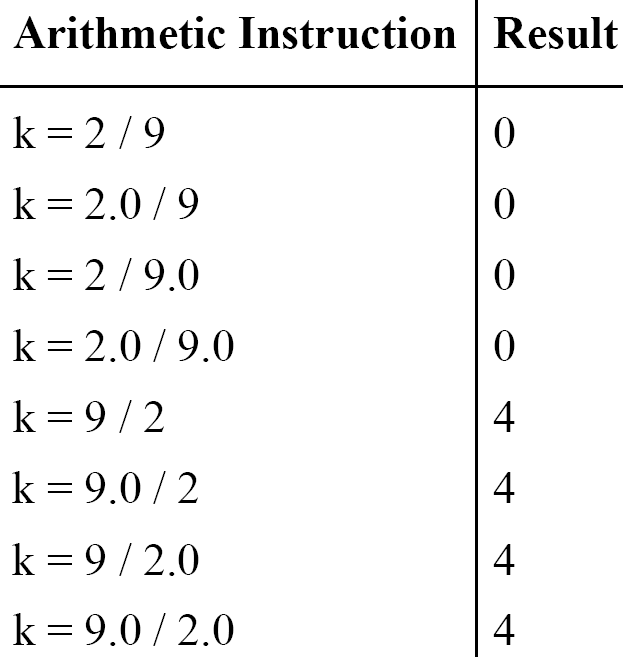 Arithmetic Instruction Result
k = 2 / 9 0
k = 2.0 / 9 0
k = 2 / 9.0 0
k = 2.0 / 9.0 0
k = 9 / 2 4
k = 9.0 / 2 4
k = 9 / 2.0 4
k = 9.0 / 2.0 4